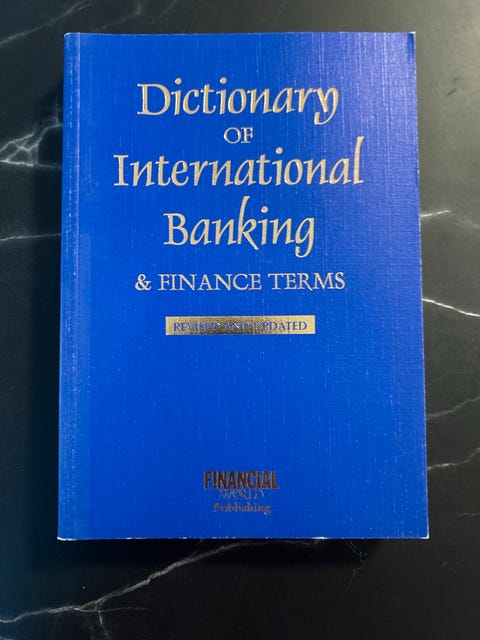 Dictionary
OF
International
Banking
& FINANCE TERMS
REVISED AND UPDATED
FINANCIAL
WORLD
Publishing